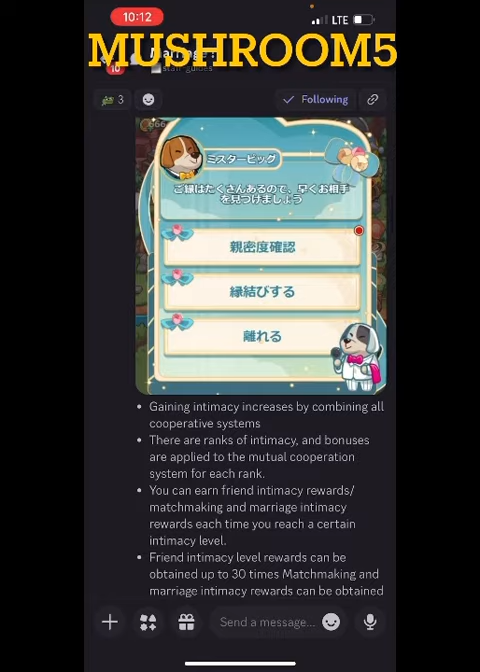 10:12
LTE
MUSHROOM5
10
staff guides
3
Following
ミスタービッグ
ご縁はたくさんあるので、早くお相手
を見つけましょう
親密度確認
縁結びする
離れる
• Gaining intimacy increases by combining all
cooperative systems
• There are ranks of intimacy, and bonuses
are applied to the mutual cooperation
system for each rank.
• You can earn friend intimacy rewards/
matchmaking and marriage intimacy
rewards each time you reach a certain
intimacy level.
• Friend intimacy level rewards can be
obtained up to 30 times Matchmaking and
marriage intimacy rewards can be obtained
Send a message...